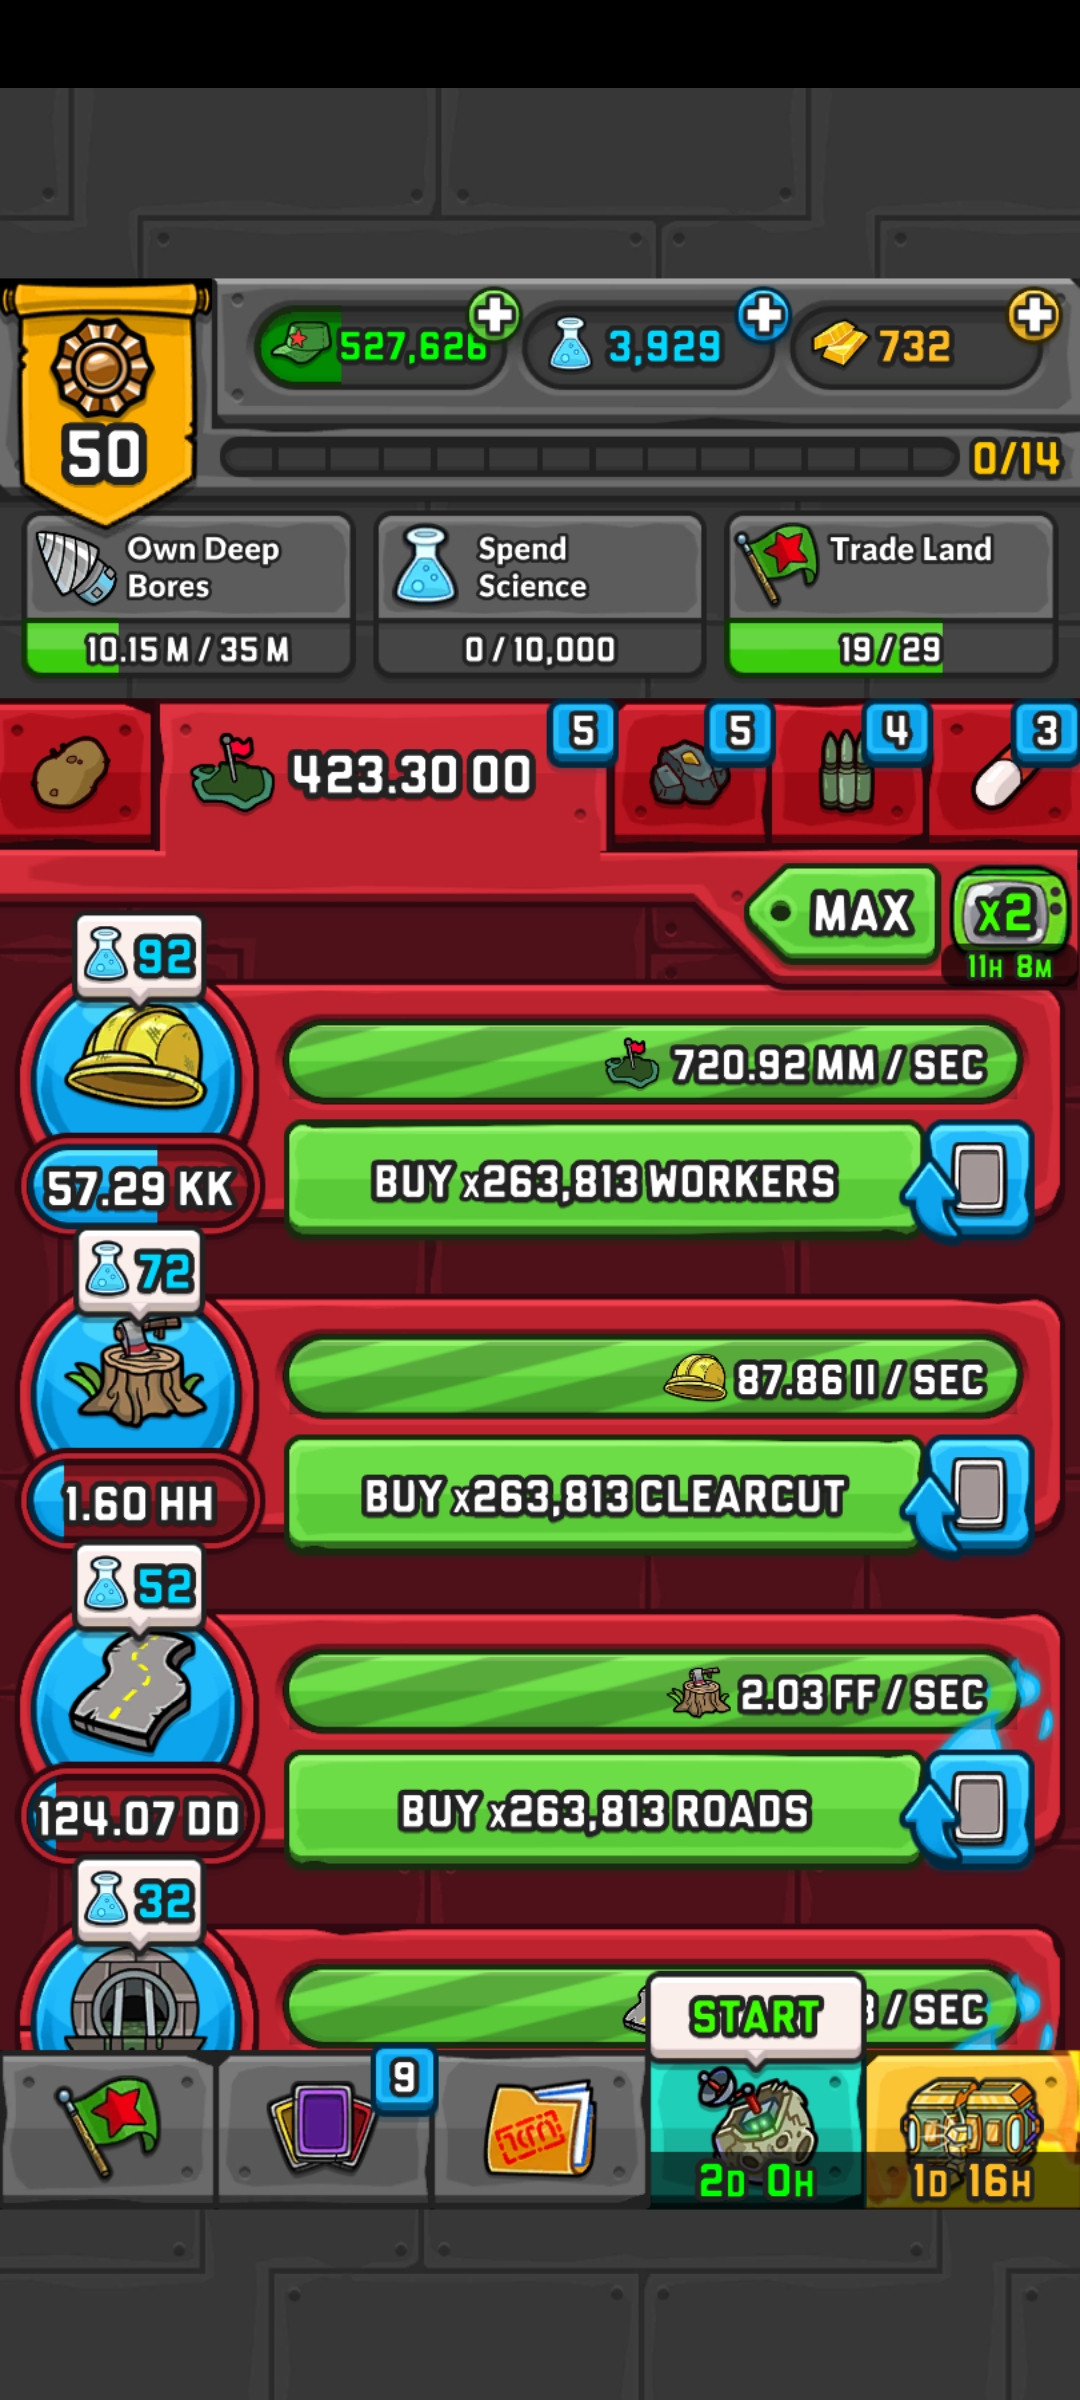 527,626
3,929
732
50
0/14
Own Deep
Bores
10.15 M / 35 M
Spend
Science
0 / 10,000
Trade Land
19 / 29
423.30 OO
5
5
4
3
MAX
x2
11H 8M
92
720.92 MM / SEC
57.29 KK
BUY x263,813 WORKERS
72
87.86 II / SEC
1.60 HH
BUY x263,813 CLEARCUT
52
2.03 FF / SEC
124.07 DD
BUY x263,813 ROADS
32
/ SEC
START
9
2D 0H
1D 16H